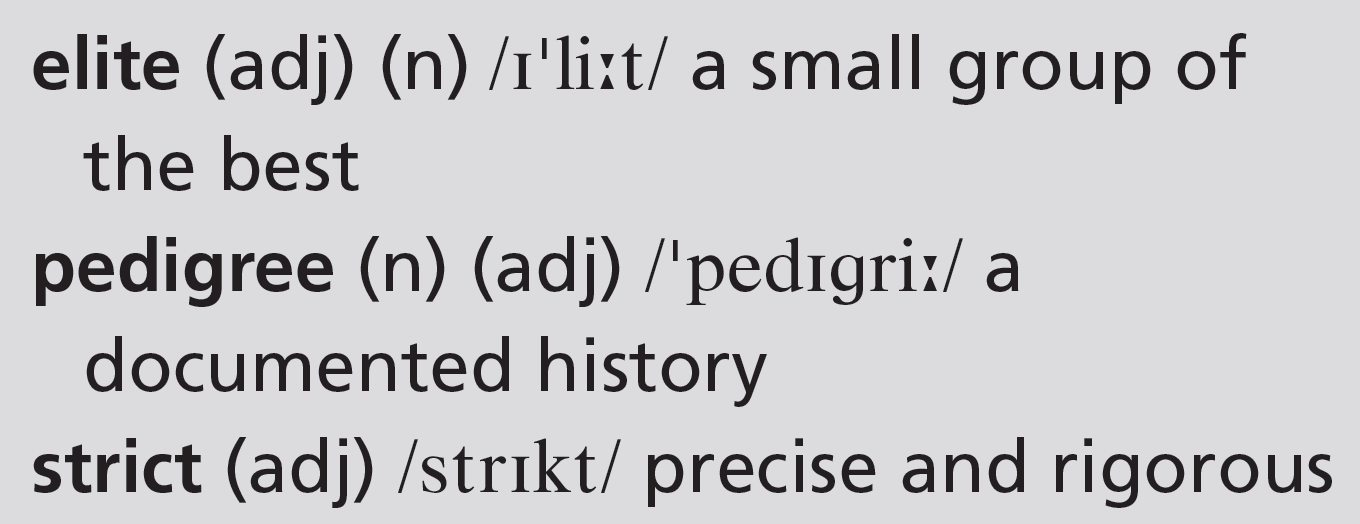 elite (adj) (n) /ɪˈliːt/ a small group of
the best
pedigree (n) (adj) /ˈpedɪgriː/ a
documented history
strict (adj) /strɪkt/ precise and rigorous